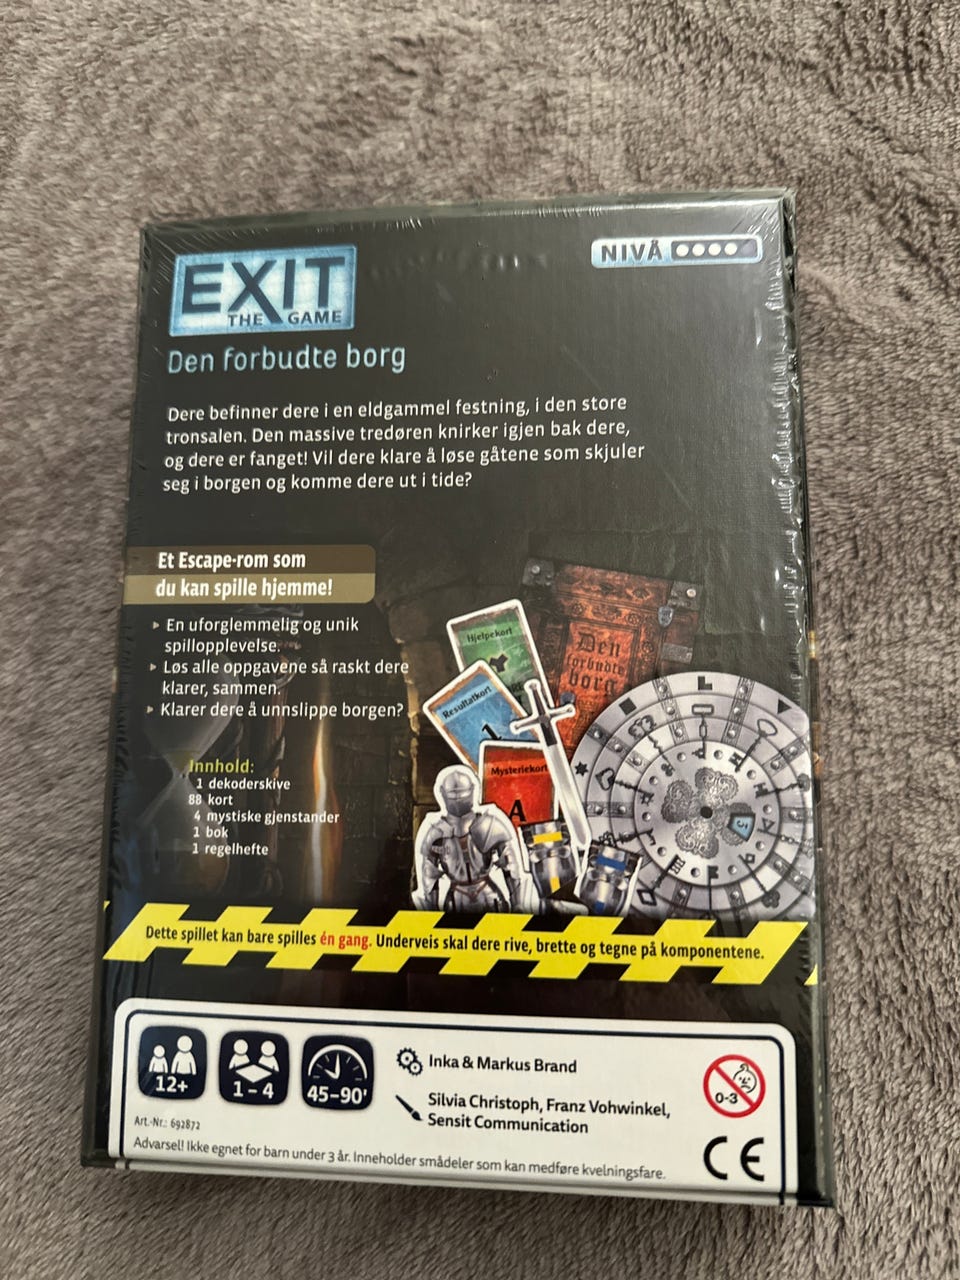 EXIT
THE GAME
NIVÅ
Den forbudte borg
Dere befinner dere i en eldgammel festning, i den store
tronsalen. Den massive tredøren knirker igjen bak dere,
og dere er fanget! Vil dere klare å løse gåtene som skjuler
seg i borgen og komme dere ut i tide?
Et Escape-rom som
du kan spille hjemme!
▸ En uforglemmelig og unik
spillopplevelse.
▸ Løs alle oppgavene så raskt dere
klarer, sammen.
▸ Klarer dere å unnslippe borgen?
Hjelpekort
Resultatkort
1
Mysteriekort
A
Den
forbudte
borg
Innhold:
1 dekoderskive
88 kort
4 mystiske gjenstander
1 bok
1 regelhefte
Dette spillet kan bare spilles én gang. Underveis skal dere rive, brette og tegne på komponentene.
12+
1 – 4
45–90'
Inka & Markus Brand
Silvia Christoph, Franz Vohwinkel,
Sensit Communication
0-3
Art.-Nr.: 692872
Advarsel! Ikke egnet for barn under 3 år. Inneholder smådeler som kan medføre kvelningsfare.
CE